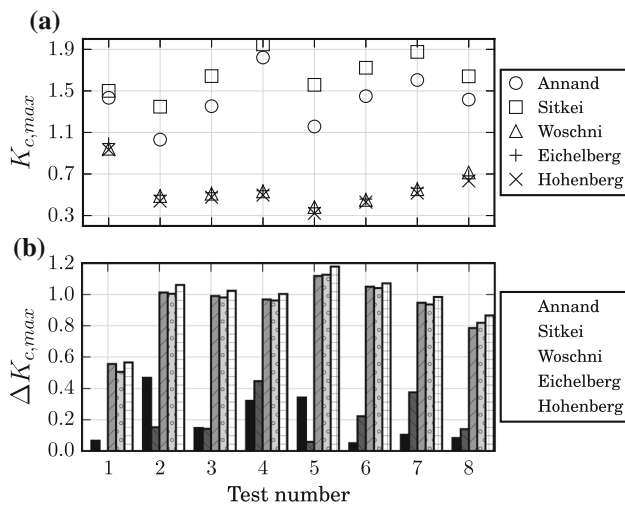 (a)
K_{c,max}
1.9
1.5
1.1
0.7
0.3
Annand
Sitkei
Woschni
Eichelberg
Hohenberg
(b)
ΔK_{c,max}
1.2
1.0
0.8
0.6
0.4
0.2
0.0
Annand
Sitkei
Woschni
Eichelberg
Hohenberg
1 2 3 4 5 6 7 8
Test number